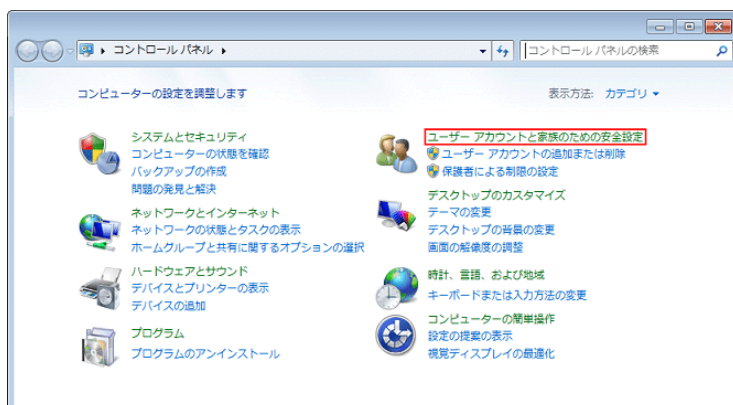 コントロール パネル
コントロール パネルの検索
コンピューターの設定を調整します
表示方法: カテゴリ
システムとセキュリティ
コンピューターの状態を確認
バックアップの作成
問題の発見と解決
ネットワークとインターネット
ネットワークの状態とタスクの表示
ホームグループと共有に関するオプションの選択
ハードウェアとサウンド
デバイスとプリンターの表示
デバイスの追加
プログラム
プログラムのアンインストール
ユーザー アカウントと家族のための安全設定
ユーザー アカウントの追加または削除
保護者による制限の設定
デスクトップのカスタマイズ
テーマの変更
デスクトップの背景の変更
画面の解像度の調整
時計、言語、および地域
キーボードまたは入力方法の変更
コンピューターの簡単操作
設定の提案の表示
視覚ディスプレイの最適化